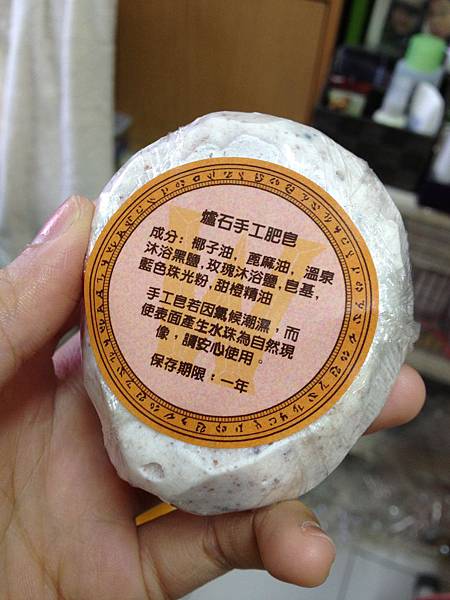 爐石手工肥皂
成分：椰子油，蓖麻油，溫泉
沐浴黑鹽，玫瑰沐浴鹽，皂基，
藍色珠光粉，甜橙精油
手工皂若因氣候潮濕，而
使表面產生水珠為自然現
像，請安心使用。
保存期限：一年